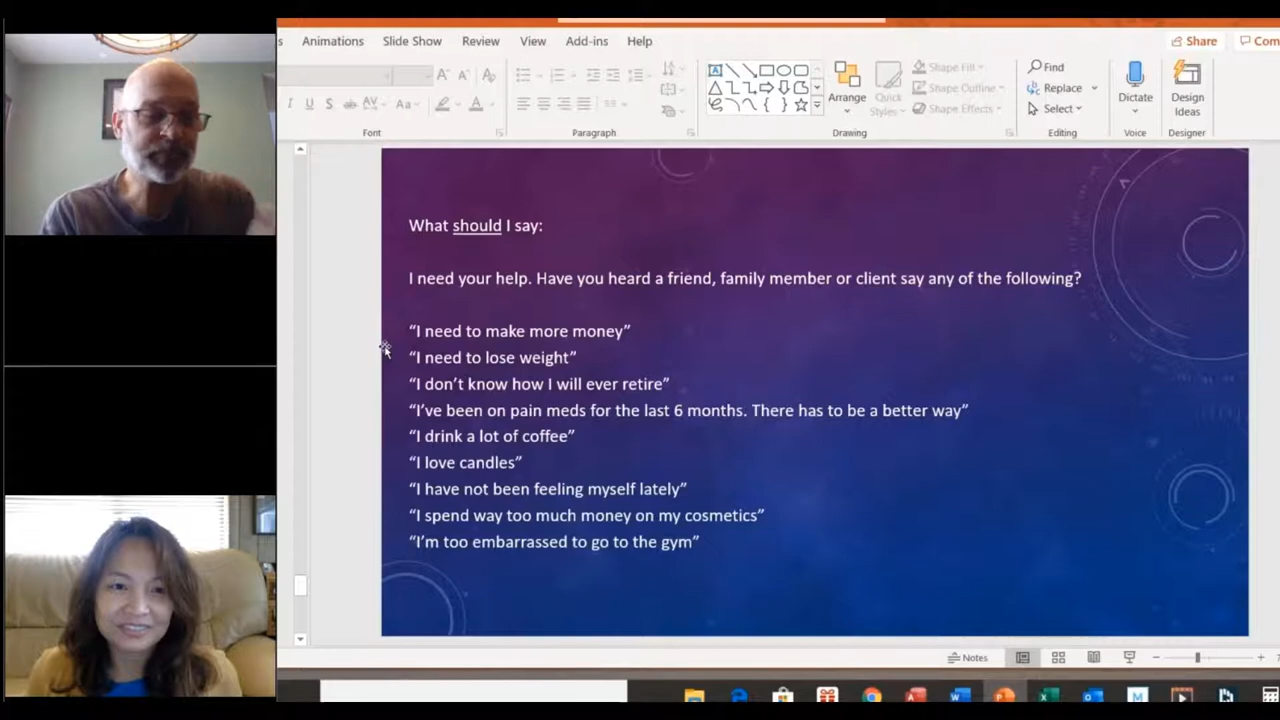 s Animations Slide Show Review View Add-ins Help Share Com
A A A Shape Fill Find
I U S ab AV Aa A Arrange Quick Styles Shape Outline Replace Dictate Design Ideas
Shape Effects Select
Font Paragraph Drawing Editing Voice Designer
What should I say:
I need your help. Have you heard a friend, family member or client say any of the following?
“I need to make more money”
“I need to lose weight”
“I don’t know how I will ever retire”
“I’ve been on pain meds for the last 6 months. There has to be a better way”
“I drink a lot of coffee”
“I love candles”
“I have not been feeling myself lately”
“I spend way too much money on my cosmetics”
“I’m too embarrassed to go to the gym”
Notes 7